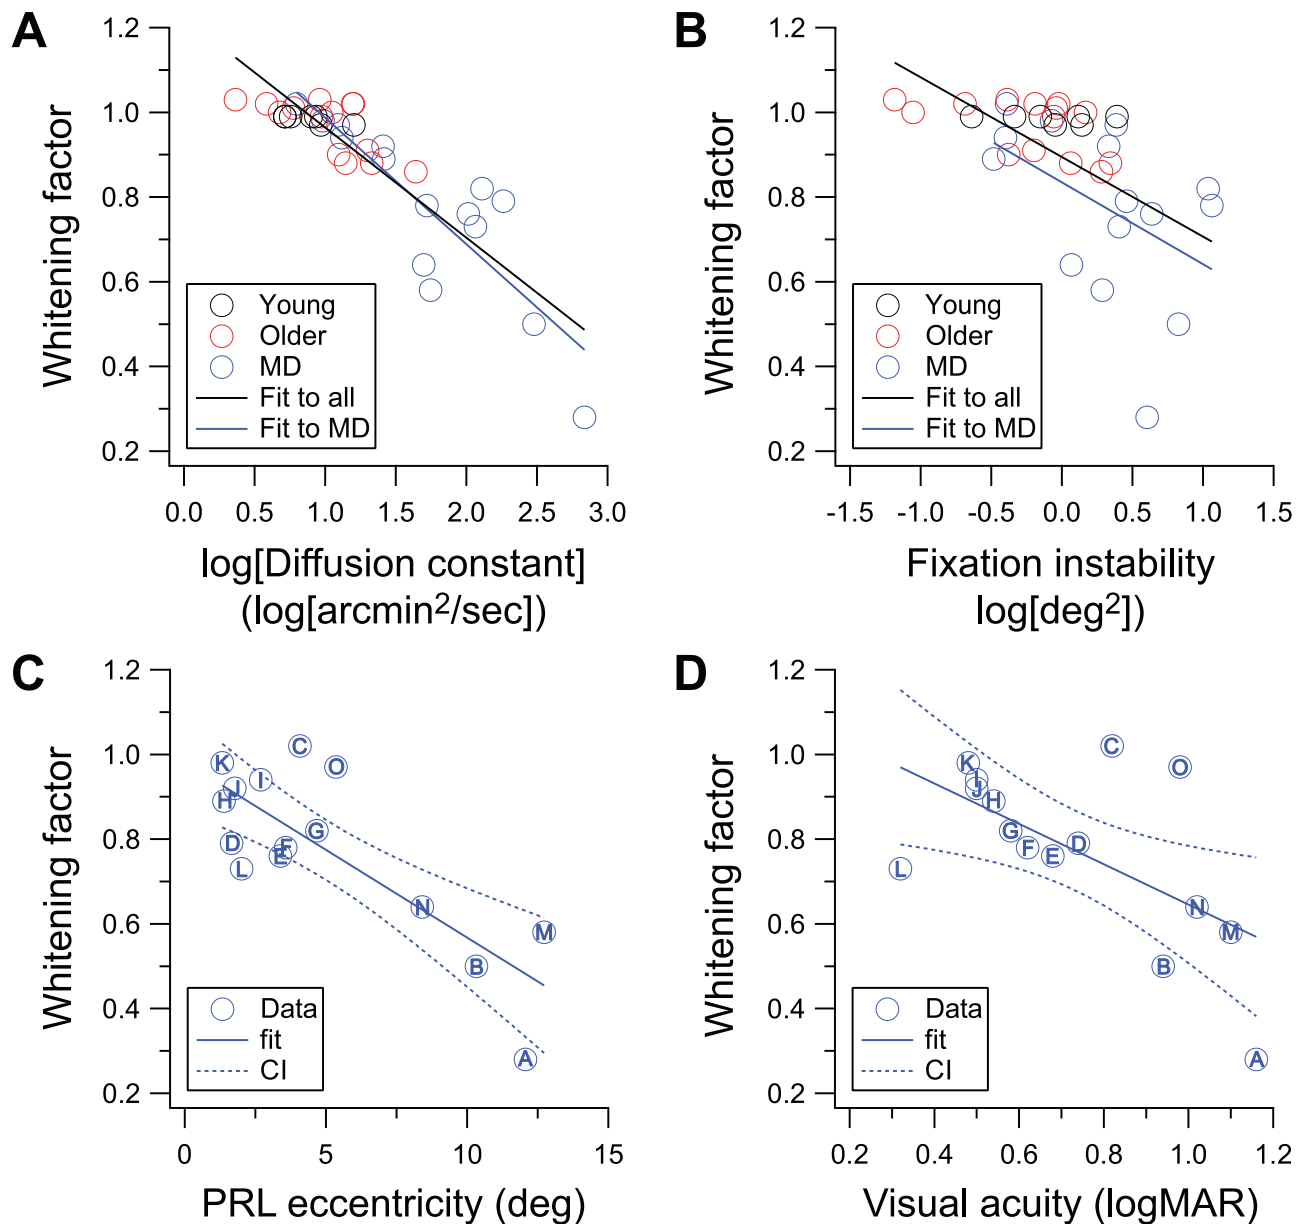 A
Whitening factor
1.2
1.0
0.8
0.6
0.4
0.2
Young
Older
MD
Fit to all
Fit to MD
0.0 0.5 1.0 1.5 2.0 2.5 3.0
log[Diffusion constant]
(log[arcmin²/sec])
B
Whitening factor
1.2
1.0
0.8
0.6
0.4
0.2
Young
Older
MD
Fit to all
Fit to MD
-1.5 -1.0 -0.5 0.0 0.5 1.0 1.5
Fixation instability
log[deg²])
C
Whitening factor
1.2
1.0
0.8
0.6
0.4
0.2
C
K
O
I
J
H
G
D
F
E
L
N
M
B
A
Data
fit
CI
0 5 10 15
PRL eccentricity (deg)
D
Whitening factor
1.2
1.0
0.8
0.6
0.4
0.2
C
K
O
I
J
H
G
F
D
E
L
N
M
B
A
Data
fit
CI
0.2 0.4 0.6 0.8 1.0 1.2
Visual acuity (logMAR)